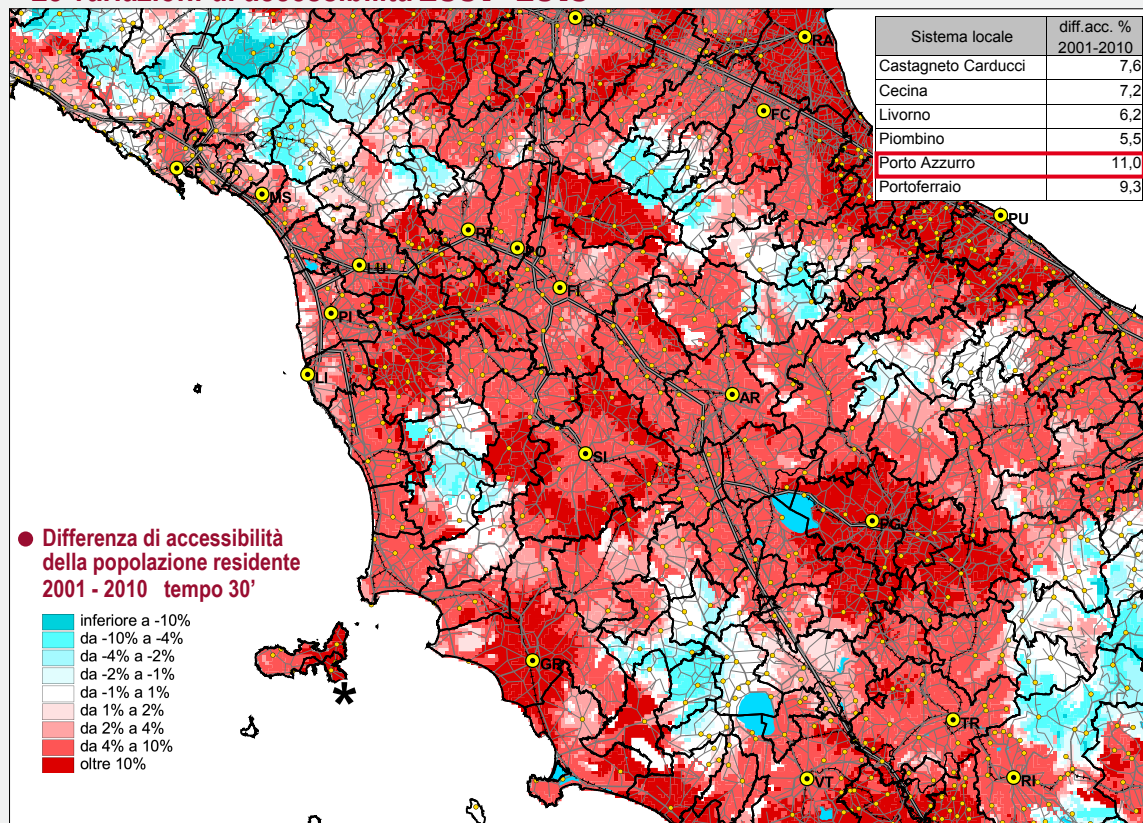 BO
RA
Sistema locale diff.acc. % 2001-2010
Castagneto Carducci 7,6
Cecina 7,2
Livorno 6,2
Piombino 5,5
Porto Azzurro 11,0
Portoferraio 9,3
FC
SP
MS
PU
PT
PO
LU
FI
PI
LI
AR
SI
PG
Differenza di accessibilità
della popolazione residente
2001 - 2010 tempo 30’
inferiore a -10%
da -10% a -4%
da -4% a -2%
da -2% a -1%
da -1% a 1%
da 1% a 2%
da 2% a 4%
da 4% a 10%
oltre 10%
GR
*
TR
VT
RI